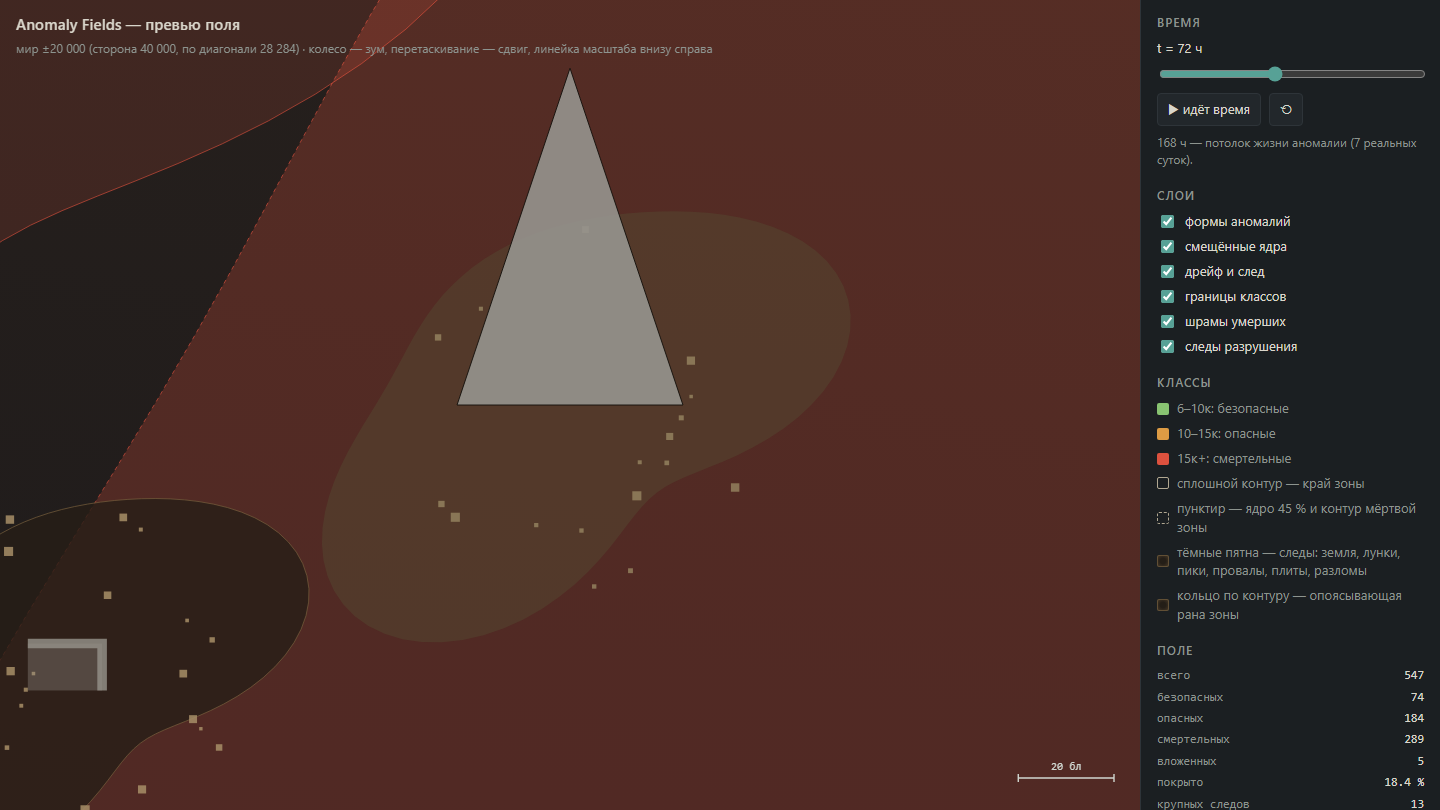 Anomaly Fields — превью поля
мир ±20 000 (сторона 40 000, по диагонали 28 284) · колесо — зум, перетаскивание — сдвиг, линейка масштаба внизу справа
20 бл
ВРЕМЯ
t = 72 ч
▶ идёт время
⟲
168 ч — потолок жизни аномалии (7 реальных
суток).
СЛОИ
формы аномалий
смещённые ядра
дрейф и след
границы классов
шрамы умерших
следы разрушения
КЛАССЫ
6–10к: безопасные
10–15к: опасные
15к+: смертельные
сплошной контур — край зоны
пунктир — ядро 45 % и контур мёртвой
зоны
тёмные пятна — следы: земля, лунки,
пики, провалы, плиты, разломы
кольцо по контуру — опоясывающая
рана зоны
ПОЛЕ
всего 547
безопасных 74
опасных 184
смертельных 289
вложенных 5
покрыто 18.4 %
крупных следов 13